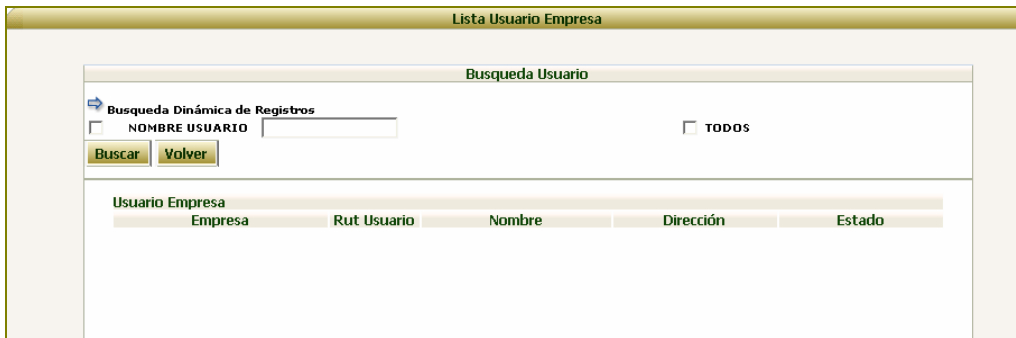 Lista Usuario Empresa
Busqueda Usuario
Busqueda Dinámica de Registros
NOMBRE USUARIO TODOS
Buscar Volver
Usuario Empresa
Empresa Rut Usuario Nombre Dirección Estado